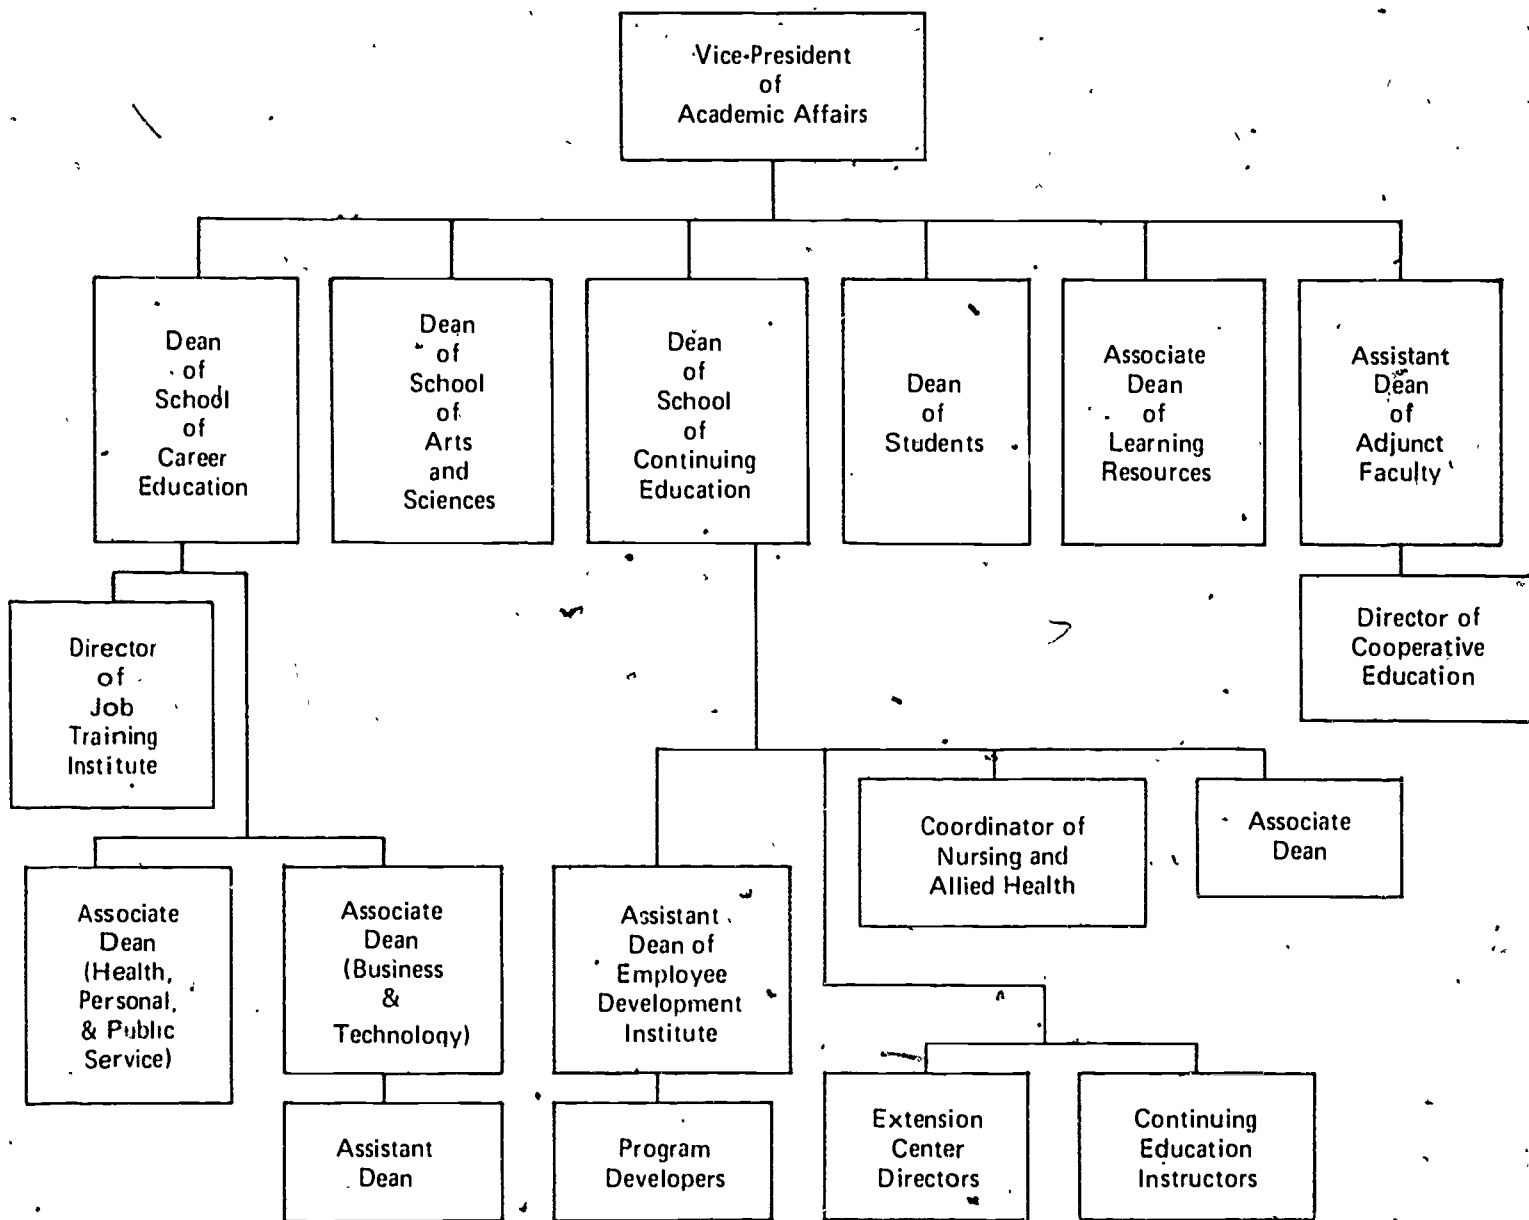 Vice-President
of
Academic Affairs
Dean
of
School
of
Career
Education
Dean
of
School
of
Arts
and
Sciences
Dean
of
School
of
Continuing
Education
Dean
of
Students
Associate
Dean
of
Learning
Resources
Assistant
Dean
of
Adjunct
Faculty
Director
of
Job
Training
Institute
Director of
Cooperative
Education
Coordinator of
Nursing and
Allied Health
Associate
Dean
Associate
Dean
(Health,
Personal,
& Public
Service)
Associate
Dean
(Business
&
Technology)
Assistant
Dean of
Employee
Development
Institute
Assistant
Dean
Program
Developers
Extension
Center
Directors
Continuing
Education
Instructors